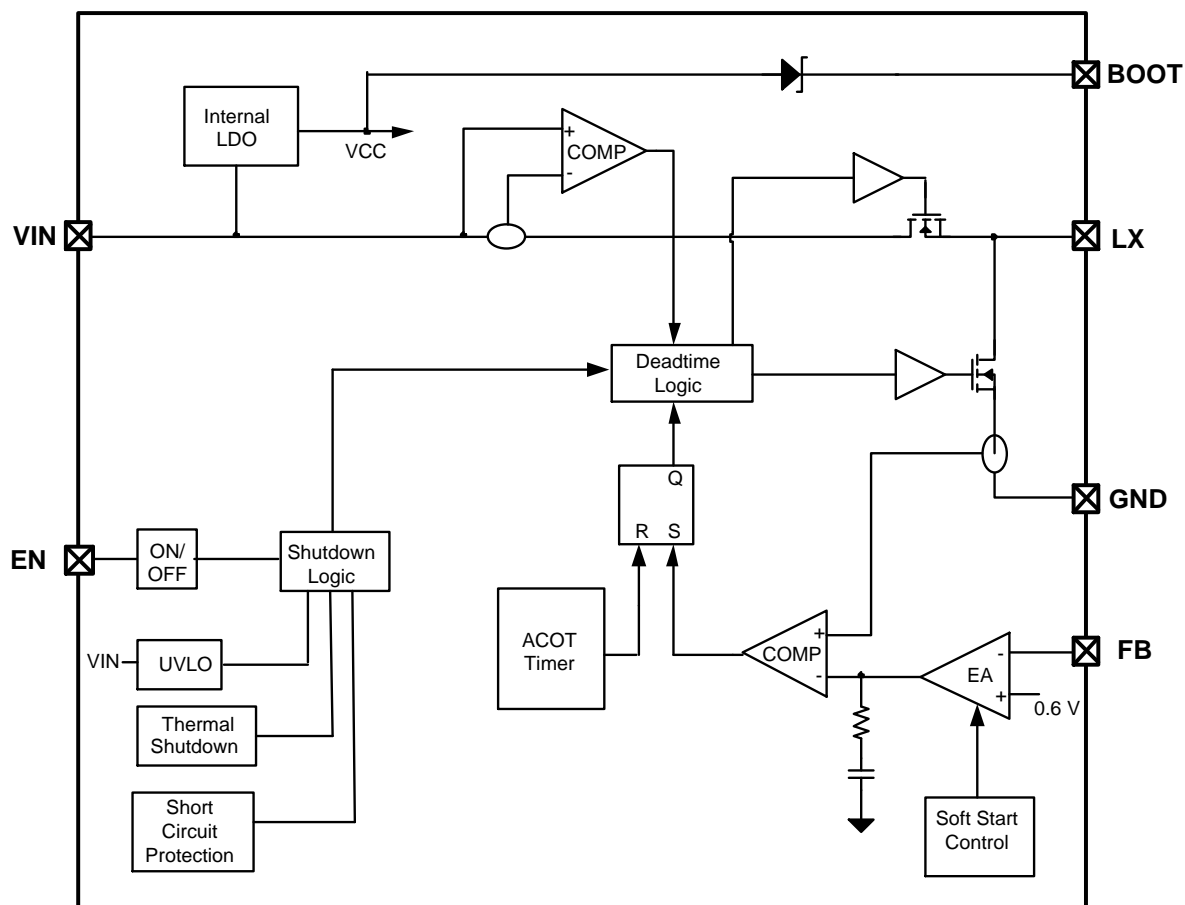 BOOT
Internal
LDO
VCC
+
COMP
-
VIN
LX
Deadtime
Logic
Q
R S
GND
EN
ON/
OFF
Shutdown
Logic
ACOT
Timer
+
COMP
-
-
EA
+
FB
0.6 V
VIN
UVLO
Thermal
Shutdown
Short
Circuit
Protection
Soft Start
Control